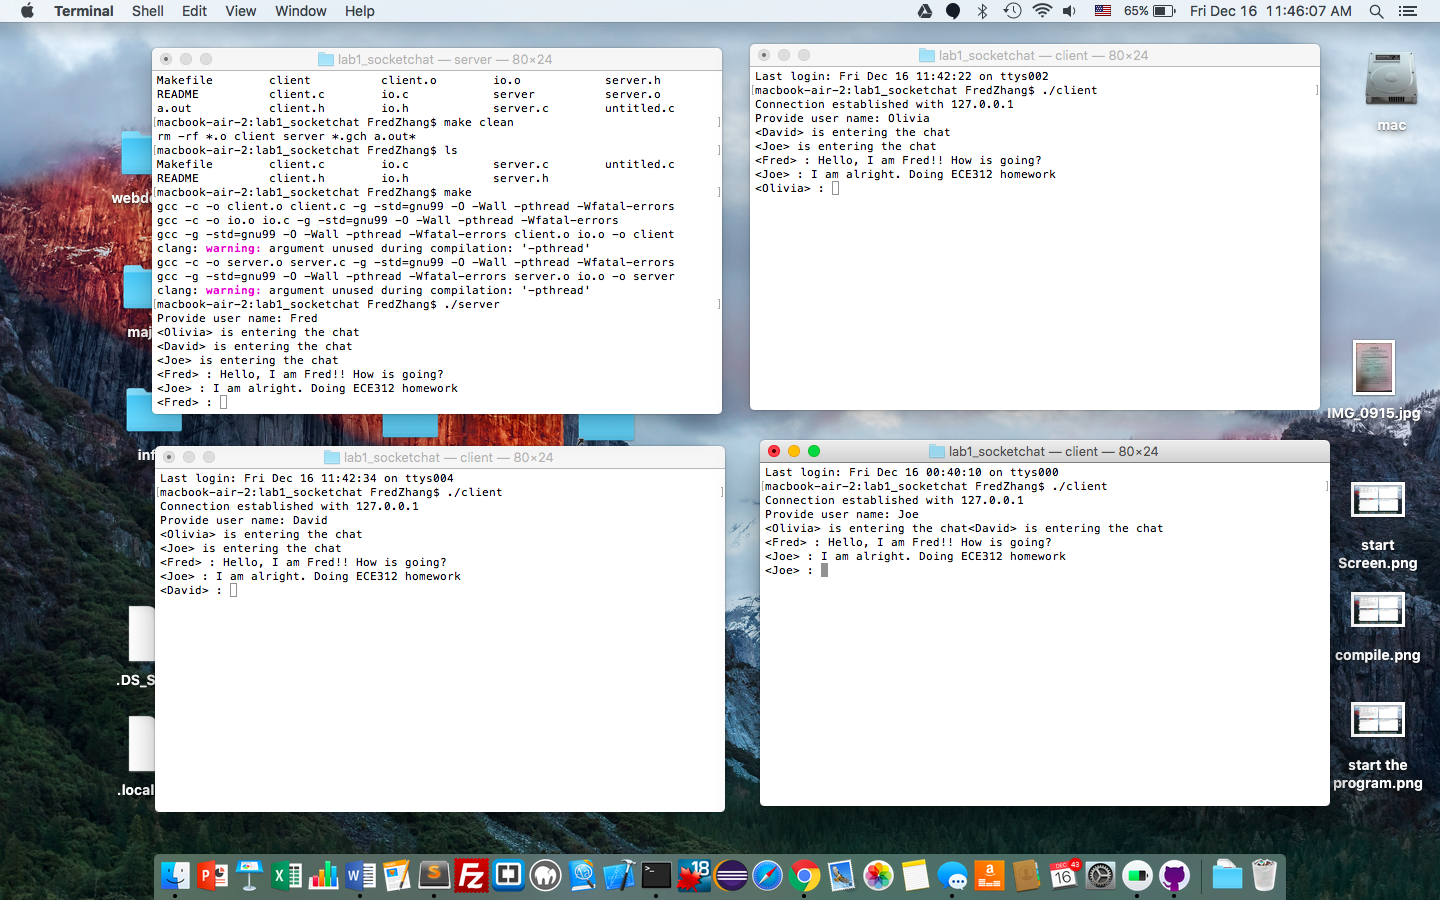 Terminal Shell Edit View Window Help 65% Fri Dec 16 11:46:07 AM
lab1_socketchat — server — 80×24
Makefile client client.o io.o server.h
README client.c io.c server server.o
a.out client.h io.h server.c untitled.c
[macbook-air-2:lab1_socketchat FredZhang$ make clean ]
rm -rf *.o client server *.gch a.out*
[macbook-air-2:lab1_socketchat FredZhang$ ls ]
Makefile client.c io.c server.c untitled.c
README client.h io.h server.h
[macbook-air-2:lab1_socketchat FredZhang$ make ]
gcc -c -o client.o client.c -g -std=gnu99 -O -Wall -pthread -Wfatal-errors
gcc -c -o io.o io.c -g -std=gnu99 -O -Wall -pthread -Wfatal-errors
gcc -g -std=gnu99 -O -Wall -pthread -Wfatal-errors client.o io.o -o client
clang: warning: argument unused during compilation: '-pthread'
gcc -c -o server.o server.c -g -std=gnu99 -O -Wall -pthread -Wfatal-errors
gcc -g -std=gnu99 -O -Wall -pthread -Wfatal-errors server.o io.o -o server
clang: warning: argument unused during compilation: '-pthread'
[macbook-air-2:lab1_socketchat FredZhang$ ./server ]
Provide user name: Fred
<Olivia> is entering the chat
<David> is entering the chat
<Joe> is entering the chat
<Fred> : Hello, I am Fred!! How is going?
<Joe> : I am alright. Doing ECE312 homework
<Fred> :
lab1_socketchat — client — 80×24
Last login: Fri Dec 16 11:42:22 on ttys002
[macbook-air-2:lab1_socketchat FredZhang$ ./client ]
Connection established with 127.0.0.1
Provide user name: Olivia
<David> is entering the chat
<Joe> is entering the chat
<Fred> : Hello, I am Fred!! How is going?
<Joe> : I am alright. Doing ECE312 homework
<Olivia> :
lab1_socketchat — client — 80×24
Last login: Fri Dec 16 11:42:34 on ttys004
[macbook-air-2:lab1_socketchat FredZhang$ ./client ]
Connection established with 127.0.0.1
Provide user name: David
<Olivia> is entering the chat
<Joe> is entering the chat
<Fred> : Hello, I am Fred!! How is going?
<Joe> : I am alright. Doing ECE312 homework
<David> :
lab1_socketchat — client — 80×24
Last login: Fri Dec 16 00:40:10 on ttys000
[macbook-air-2:lab1_socketchat FredZhang$ ./client ]
Connection established with 127.0.0.1
Provide user name: Joe
<Olivia> is entering the chat<David> is entering the chat
<Fred> : Hello, I am Fred!! How is going?
<Joe> : I am alright. Doing ECE312 homework
<Joe> :
webde
maj
inf
.DS_S
.local
mac
IMG_0915.jpg
start
Screen.png
compile.png
start the
program.png
18
DEC 43
16